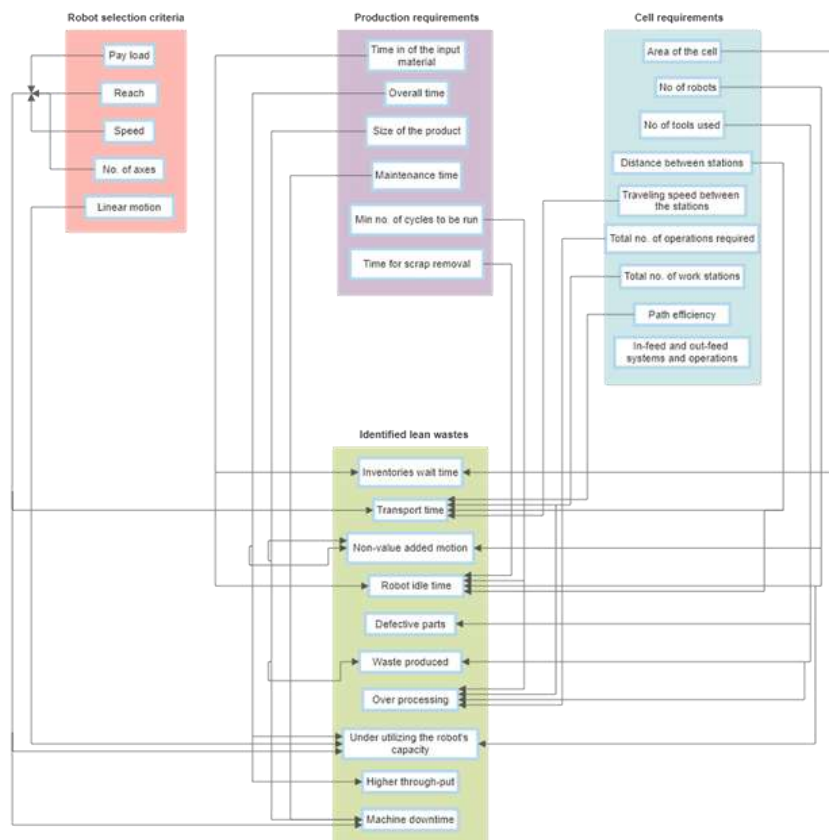 Robot selection criteria
Pay load
Reach
Speed
No. of axes
Linear motion
Production requirements
Time in of the input
material
Overall time
Size of the product
Maintenance time
Min no. of cycles to be run
Time for scrap removal
Cell requirements
Area of the cell
No of robots
No of tools used
Distance between stations
Traveling speed between
the stations
Total no. of operations required
Total no. of work stations
Path efficiency
In-feed and out-feed
systems and operations
Identified lean wastes
Inventories wait time
Transport time
Non-value added motion
Robot idle time
Defective parts
Waste produced
Over processing
Under utilizing the robot's
capacity
Higher through-put
Machine downtime